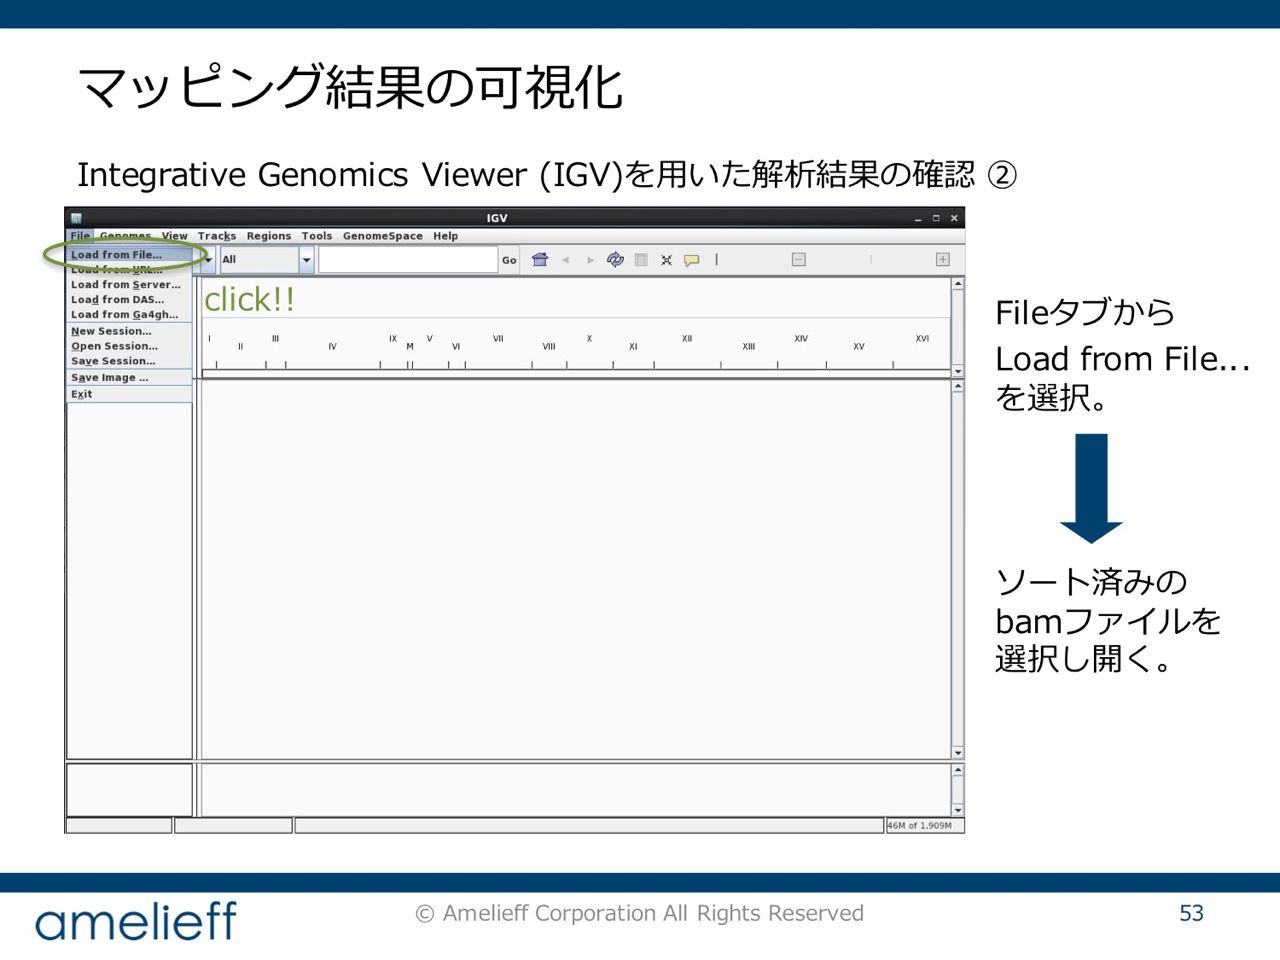 マッピング結果の可視化
Integrative Genomics Viewer (IGV)を用いた解析結果の確認 ②
IGV
File Genomes View Tracks Regions Tools GenomeSpace Help
Load from File...
All
Go
Load from URL...
Load from Server...
Load from DAS...
Load from Ga4gh...
New Session...
Open Session...
Save Session...
Save Image ...
Exit
click!!
I II III IV IX M V VI VII VIII X XI XII XIII XIV XV XVI
46M of 1,909M
Fileタブから
Load from File...
を選択。
ソート済みの
bamファイルを
選択し開く。
amelieff
© Amelieff Corporation All Rights Reserved
53